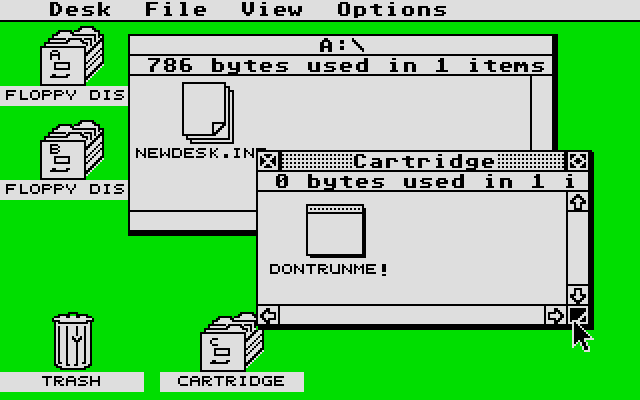 Desk File View Options
A:\
786 bytes used in 1 items
NEWDESK.IN
Cartridge
0 bytes used in 1 i
DONTRUNME!
A
FLOPPY DIS
B
FLOPPY DIS
TRASH
C
CARTRIDGE